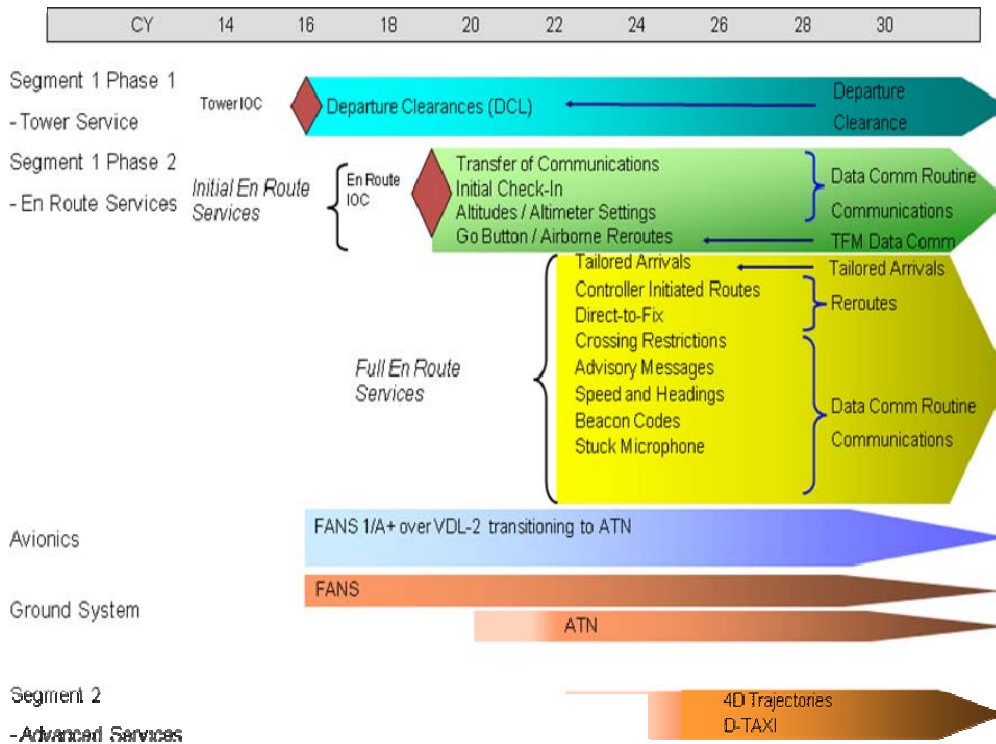 CY 14 16 18 20 22 24 26 28 30
Segment 1 Phase 1
- Tower Service
Tower IOC
Departure Clearances (DCL)
Departure
Clearance
Segment 1 Phase 2
- En Route Services
Initial En Route
Services
En Route
IOC
Transfer of Communications
Initial Check-In
Altitudes / Altimeter Settings
Go Button / Airborne Reroutes
Data Comm Routine
Communications
TFM Data Comm
Full En Route
Services
Tailored Arrivals
Controller Initiated Routes
Direct-to-Fix
Crossing Restrictions
Advisory Messages
Speed and Headings
Beacon Codes
Stuck Microphone
Tailored Arrivals
Reroutes
Data Comm Routine
Communications
Avionics
FANS 1/A+ over VDL-2 transitioning to ATN
Ground System
FANS
ATN
Segment 2
- Advanced Services
4D Trajectories
D-TAXI